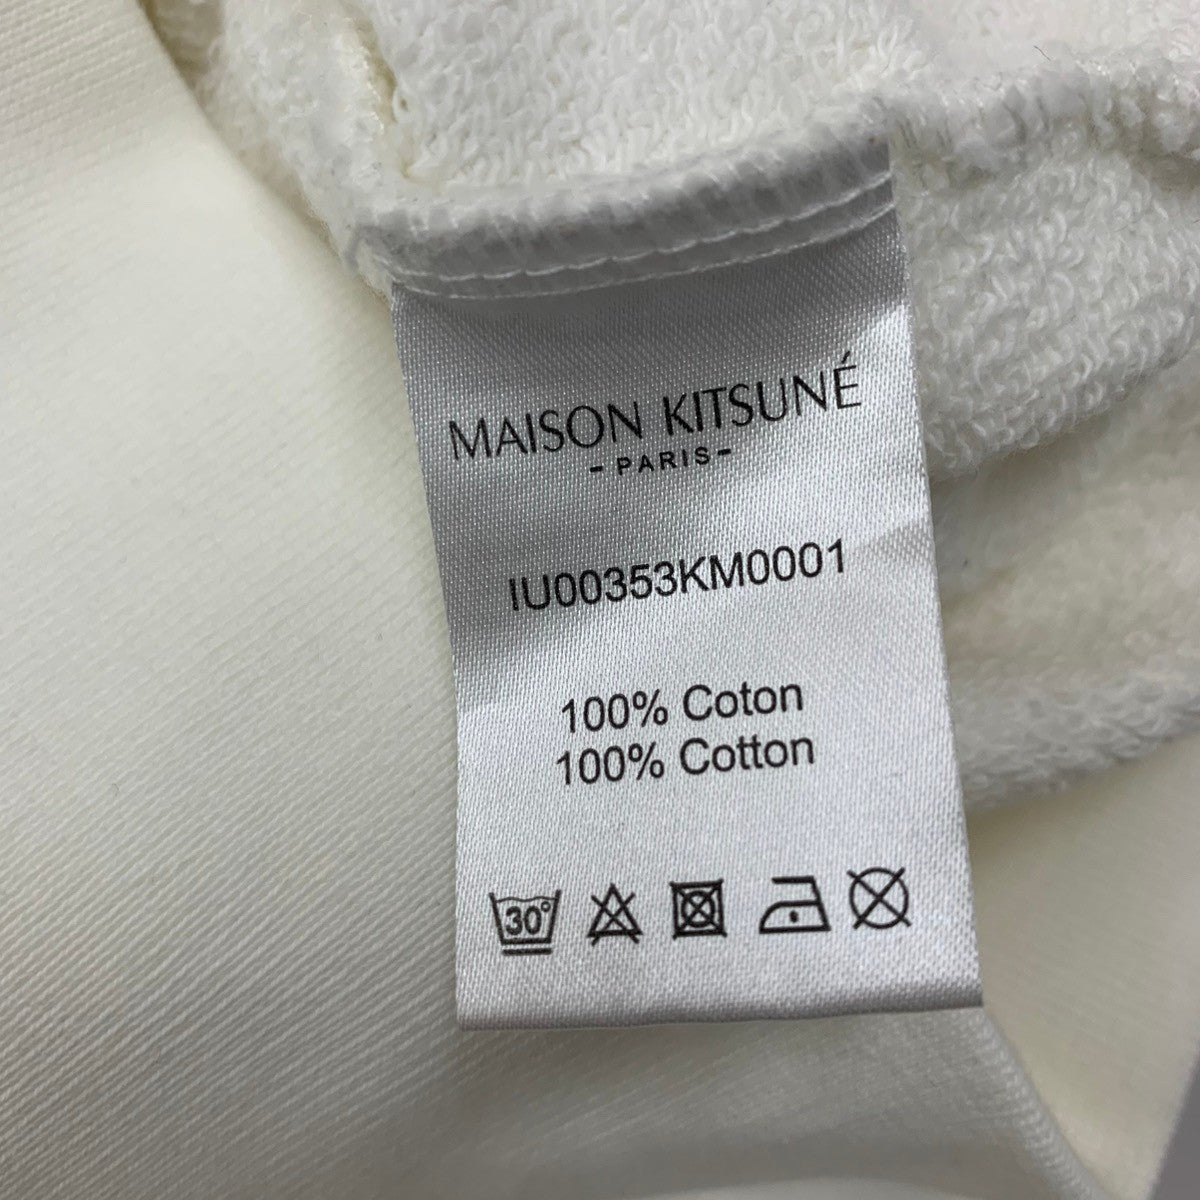 MAISON KITSUNÉ
- PARIS -
IU00353KM0001
100% Coton
100% Cotton
30°